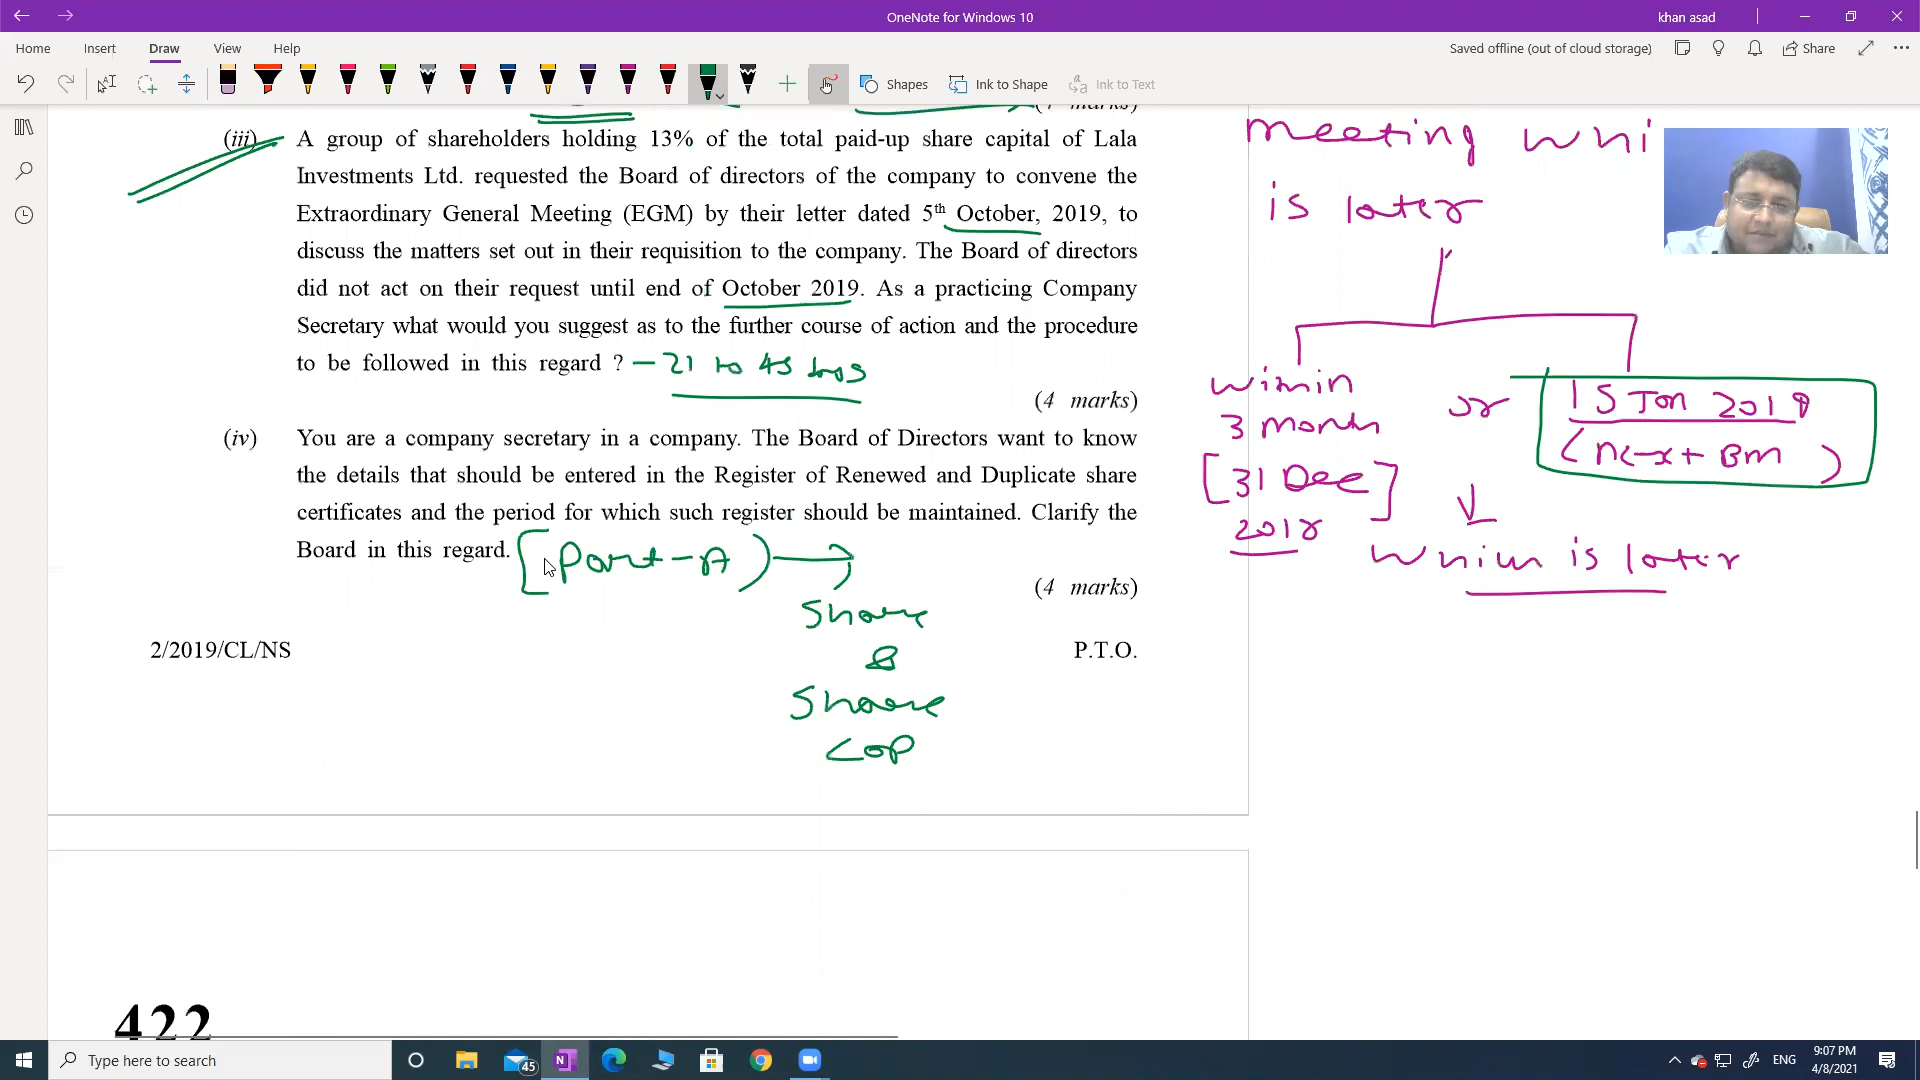 OneNote for Windows 10
khan asad
Home Insert Draw View Help
Saved offline (out of cloud storage)
Share
Shapes
Ink to Shape
Ink to Text
marks)
(iii) A group of shareholders holding 13% of the total paid-up share capital of Lala
Investments Ltd. requested the Board of directors of the company to convene the
Extraordinary General Meeting (EGM) by their letter dated 5th October, 2019, to
discuss the matters set out in their requisition to the company. The Board of directors
did not act on their request until end of October 2019. As a practicing Company
Secretary what would you suggest as to the further course of action and the procedure
to be followed in this regard ? – 21 to 45
(4 marks)
(iv) You are a company secretary in a company. The Board of Directors want to know
the details that should be entered in the Register of Renewed and Duplicate share
certificates and the period for which such register should be maintained. Clarify the
Board in this regard. [Part-A)
(4 marks)
Share
&
Share
Cap
2/2019/CL/NS
P.T.O.
meeting whi
is later
within
3 month
[31 Dec]
2018
or
15 Jan 2019
(next BM)
which is later
422
Type here to search
45
ENG
9:07 PM
4/8/2021